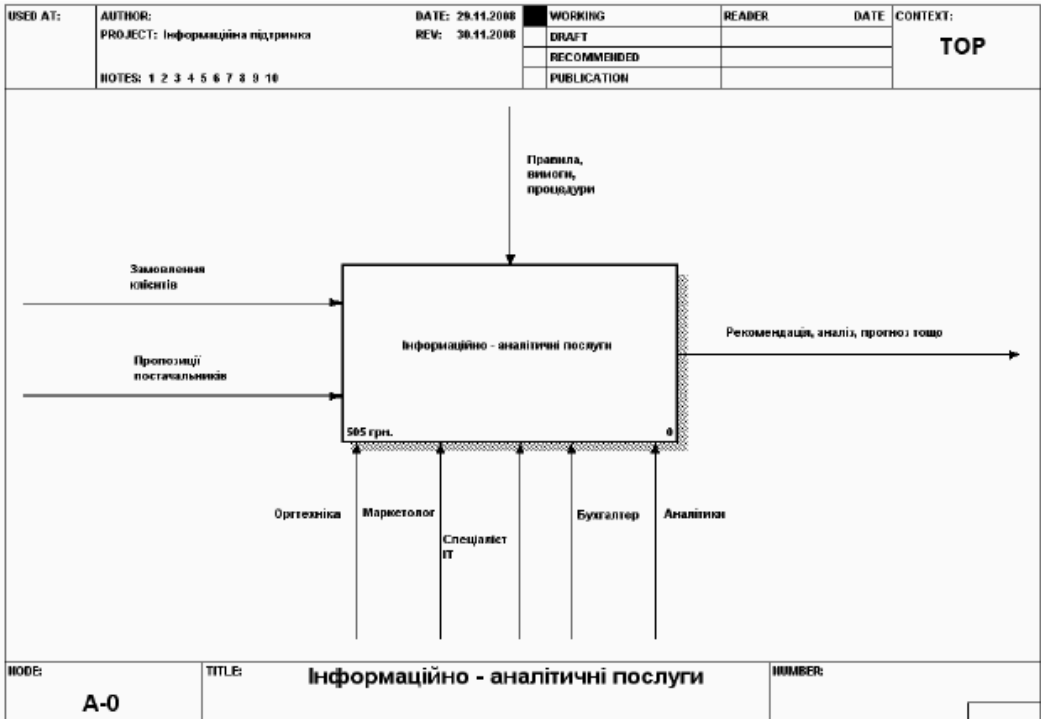 USED AT:
AUTHOR:
DATE: 29.11.2008
PROJECT: Інформаційна підтримка
REV: 30.11.2008
NOTES: 1 2 3 4 5 6 7 8 9 10
WORKING
DRAFT
RECOMMENDED
PUBLICATION
READER
DATE
CONTEXT:
TOP
Правила,
вимоги,
процедури
Замовлення
клієнтів
Пропозиції
постачальників
Інформаційно - аналітичні послуги
505 грн.
0
Рекомендація, аналіз, прогноз тощо
Оргтехніка
Маркетолог
Спеціаліст
ІТ
Бухгалтер
Аналітики
NODE:
A-0
TITLE:
Інформаційно - аналітичні послуги
NUMBER: